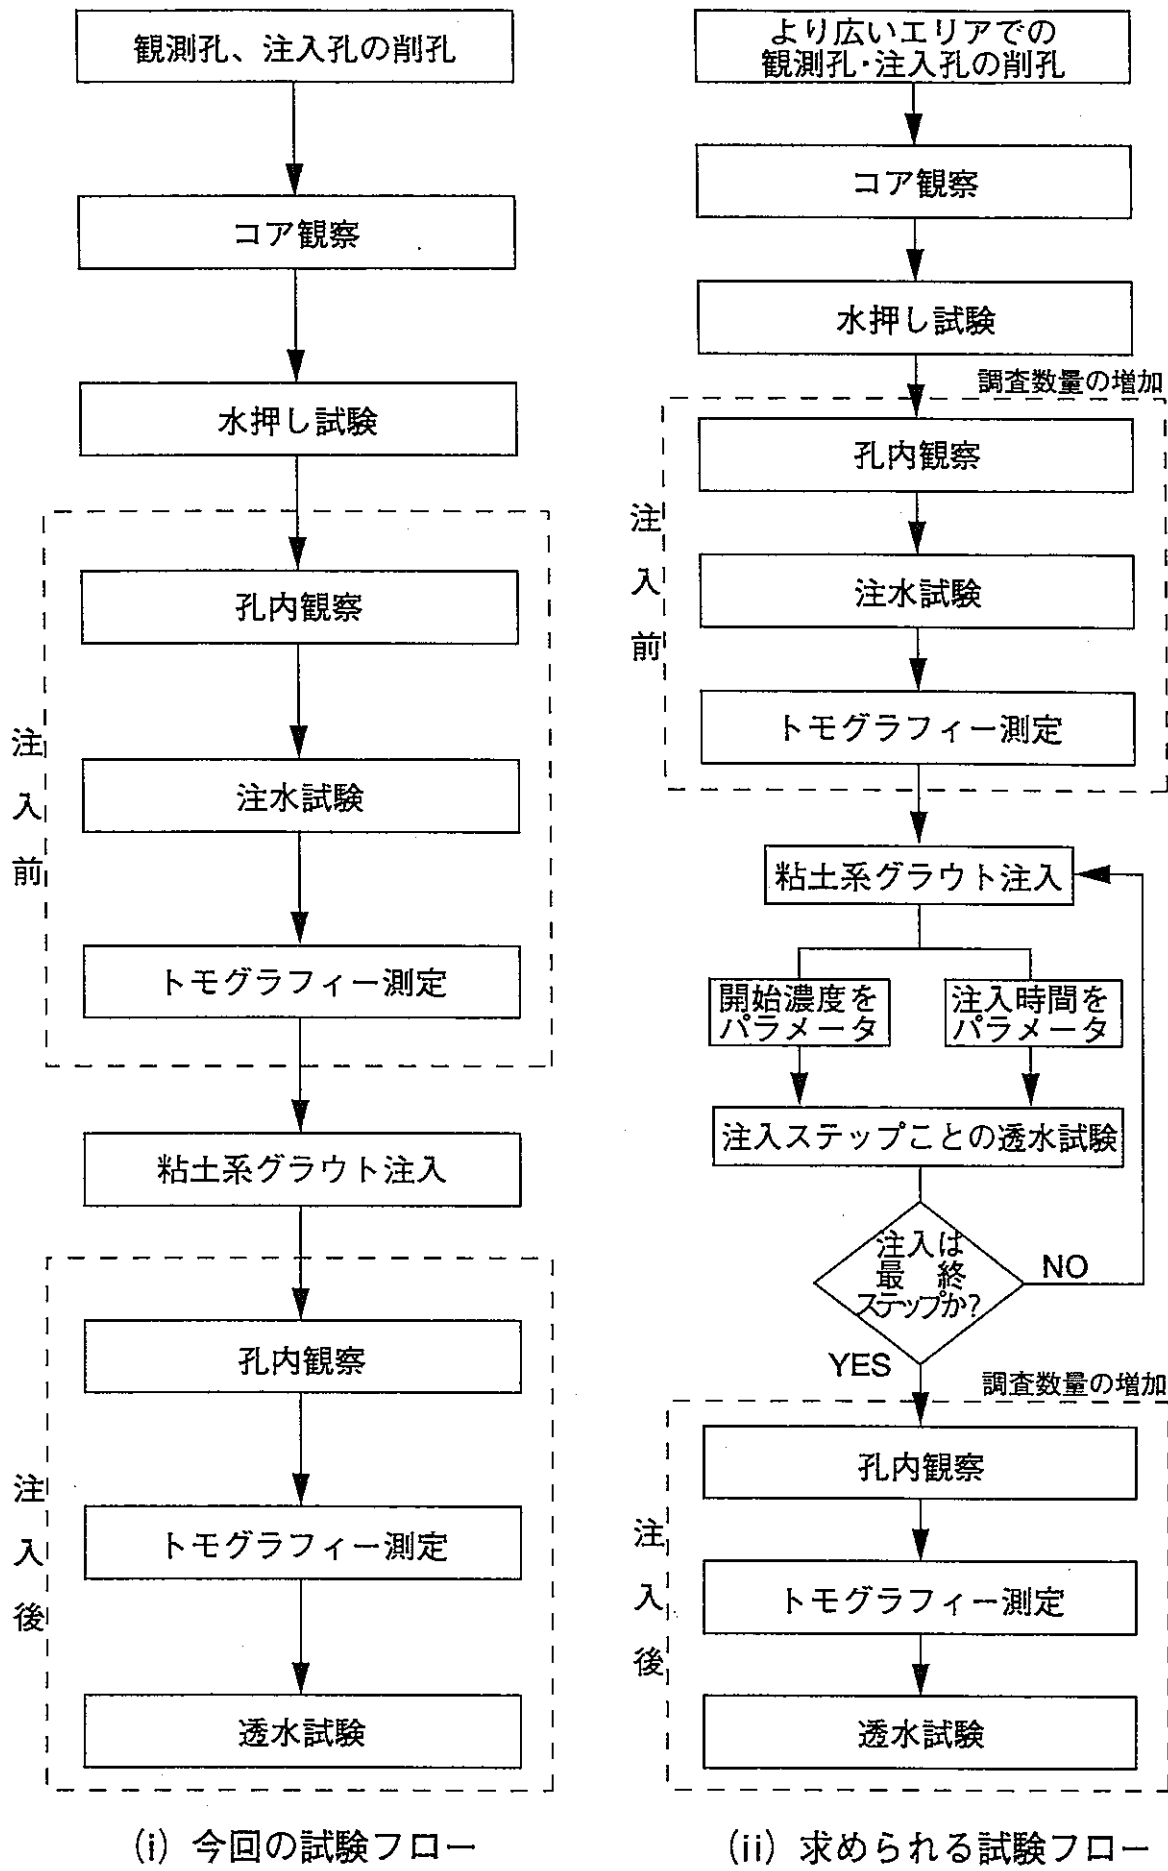 観測孔、注入孔の削孔
コア観察
水押し試験
注入前
孔内観察
注水試験
トモグラフィー測定
粘土系グラウト注入
注入後
孔内観察
トモグラフィー測定
透水試験
(i) 今回の試験フロー
より広いエリアでの
観測孔・注入孔の削孔
コア観察
水押し試験
調査数量の増加
注入前
孔内観察
注水試験
トモグラフィー測定
粘土系グラウト注入
開始濃度を
パラメータ
注入時間を
パラメータ
注入ステップことの透水試験
注入は
最 終
ステップか?
NO
YES
調査数量の増加
注入後
孔内観察
トモグラフィー測定
透水試験
(ii) 求められる試験フロー